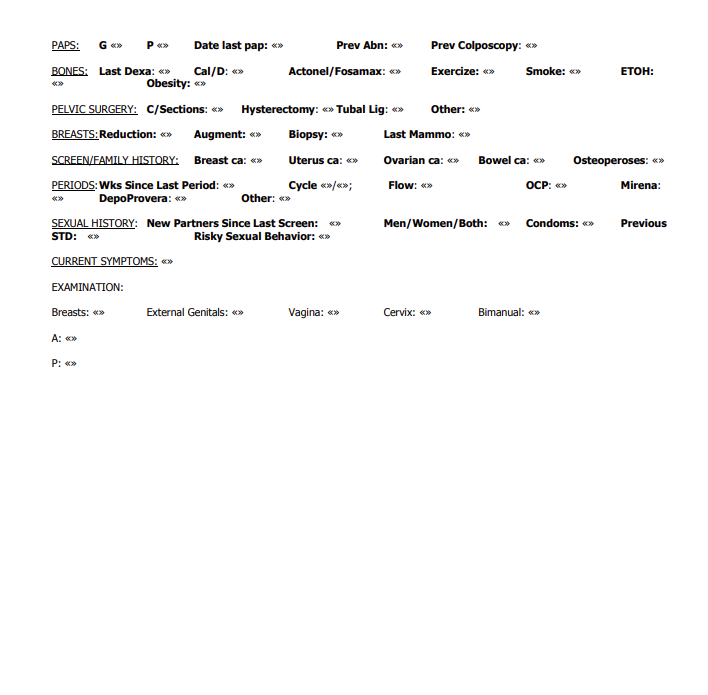 PAPS: G «» P «» Date last pap: «» Prev Abn: «» Prev Colposcopy: «»
BONES: Last Dexa: «» Cal/D: «» Actonel/Fosamax: «» Exercize: «» Smoke: «» ETOH:
«» Obesity: «»
PELVIC SURGERY: C/Sections: «» Hysterectomy: «» Tubal Lig: «» Other: «»
BREASTS: Reduction: «» Augment: «» Biopsy: «» Last Mammo: «»
SCREEN/FAMILY HISTORY: Breast ca: «» Uterus ca: «» Ovarian ca: «» Bowel ca: «» Osteoperoses: «»
PERIODS: Wks Since Last Period: «» Cycle «»/«»; Flow: «» OCP: «» Mirena:
«» DepoProvera: «» Other: «»
SEXUAL HISTORY: New Partners Since Last Screen: «» Men/Women/Both: «» Condoms: «» Previous
STD: «» Risky Sexual Behavior: «»
CURRENT SYMPTOMS: «»
EXAMINATION:
Breasts: «» External Genitals: «» Vagina: «» Cervix: «» Bimanual: «»
A: «»
P: «»